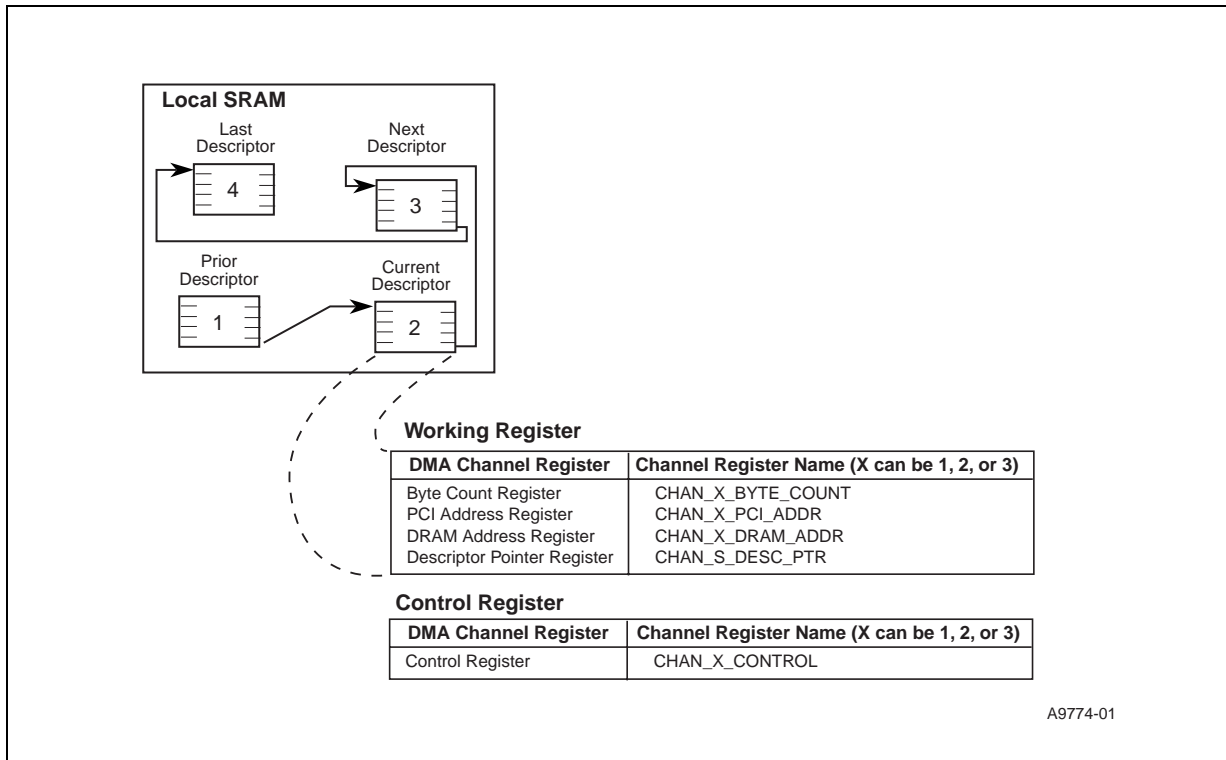 Local SRAM
Last
Descriptor
Next
Descriptor
4
3
Prior
Descriptor
Current
Descriptor
1
2
Working Register
DMA Channel Register Channel Register Name (X can be 1, 2, or 3)
Byte Count Register CHAN_X_BYTE_COUNT
PCI Address Register CHAN_X_PCI_ADDR
DRAM Address Register CHAN_X_DRAM_ADDR
Descriptor Pointer Register CHAN_S_DESC_PTR
Control Register
DMA Channel Register Channel Register Name (X can be 1, 2, or 3)
Control Register CHAN_X_CONTROL
A9774-01